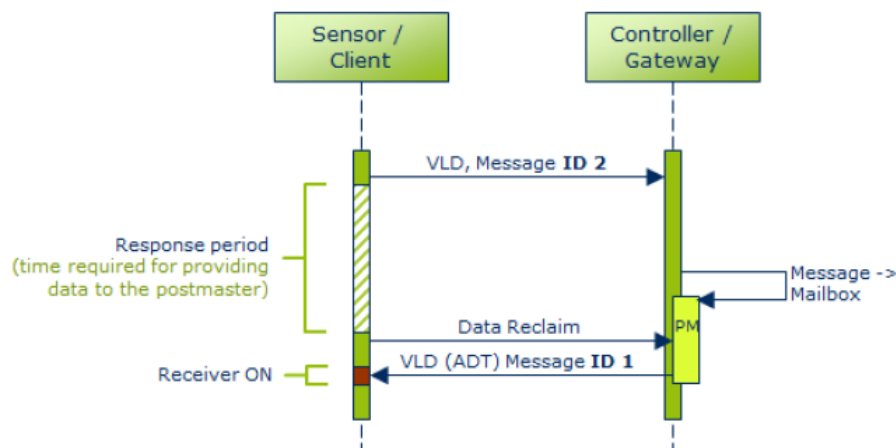 Sensor /
Client
Controller /
Gateway
VLD, Message ID 2
Response period
(time required for providing
data to the postmaster)
Message ->
Mailbox
PM
Data Reclaim
VLD (ADT) Message ID 1
Receiver ON